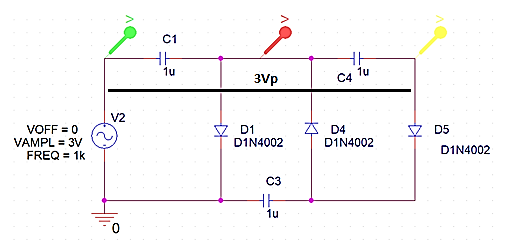 V
V
V
C1
1u
3Vp
C4
1u
V2
VOFF = 0
VAMPL = 3V
FREQ = 1k
D1
D1N4002
D4
D1N4002
D5
D1N4002
C3
1u
0